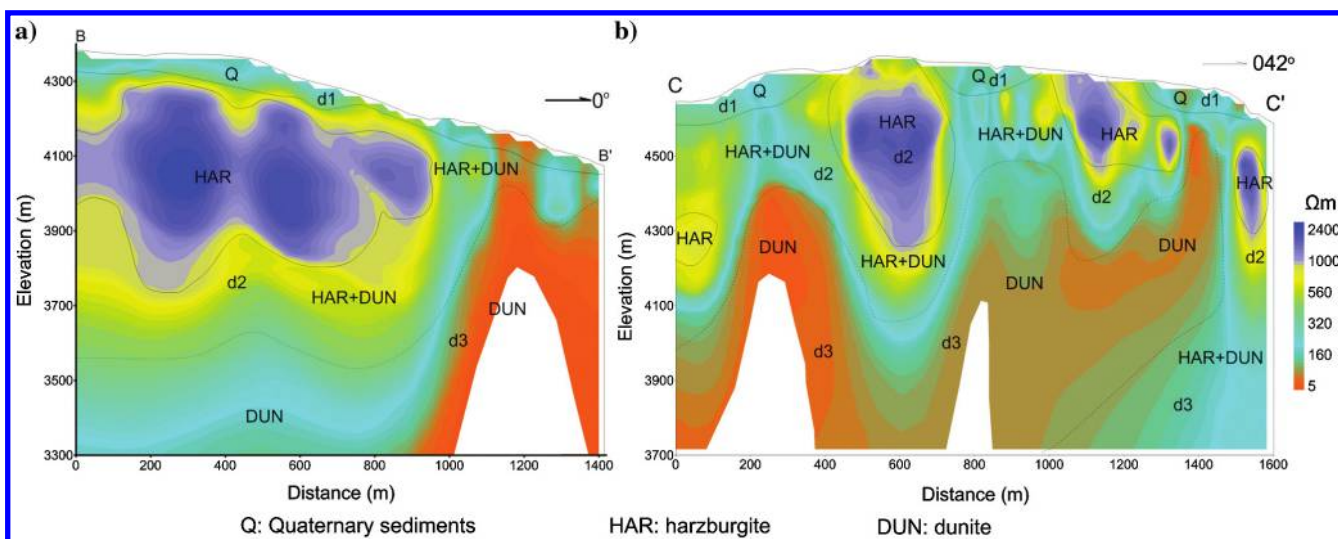 a)
B
4300
4100
3900
3700
3500
3300
Elevation (m)
Q
d1
0°
HAR
HAR+DUN
B'
d2
HAR+DUN
d3
DUN
DUN
0 200 400 600 800 1000 1200 1400
Distance (m)
b)
C
042°
C'
4500
4300
4100
3900
3700
Elevation (m)
d1 Q
Q d1
Q d1
HAR
d2
HAR+DUN
d2
HAR+DUN
HAR
HAR
d2
HAR
DUN
HAR+DUN
DUN
DUN
d2
d3
d3
HAR+DUN
d3
0 200 400 600 800 1000 1200 1400 1600
Distance (m)
Ωm
2400
1000
560
320
160
5
Q: Quaternary sediments HAR: harzburgite DUN: dunite